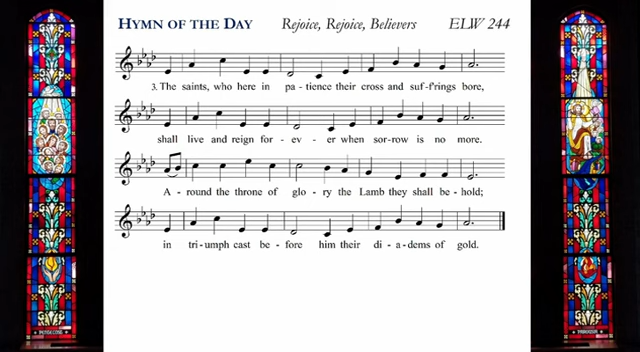 HYMN OF THE DAY Rejoice, Rejoice, Believers ELW 244
3. The saints, who here in pa - tience their cross and suf - f'rings bore,
shall live and reign for - ev - er when sor - row is no more.
A - round the throne of glo - ry the Lamb they shall be - hold;
in tri - umph cast be - fore him their di - a - dems of gold.
PENTECOST